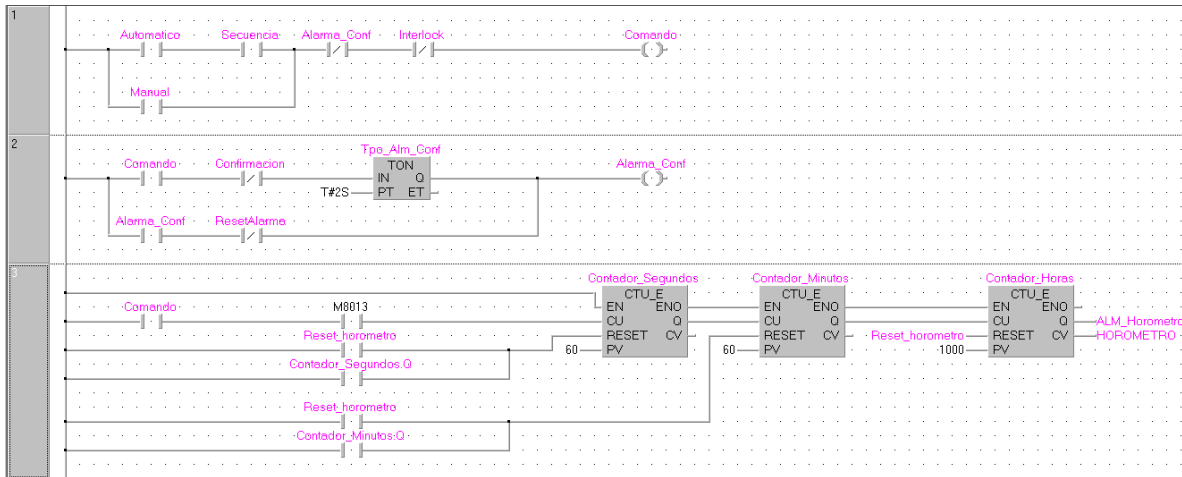 1
Automatico Secuencia Alarma_Conf Interlock Comando
Manual
2
Tpo_Alm_Conf
Comando Confirmacion TON Alarma_Conf
IN Q
T#2S PT ET
Alarma_Conf ResetAlarma
3
Contador_Segundos Contador_Minutos Contador_Horas
CTU_E CTU_E CTU_E
Comando M8013 EN ENO EN ENO EN ENO
CU Q CU Q CU Q ALM_Horometro
Reset_horometro RESET CV RESET CV Reset_horometro RESET CV HOROMETRO
60 PV 60 PV 1000 PV
Contador_Segundos.Q
Reset_horometro
Contador_Minutos.Q